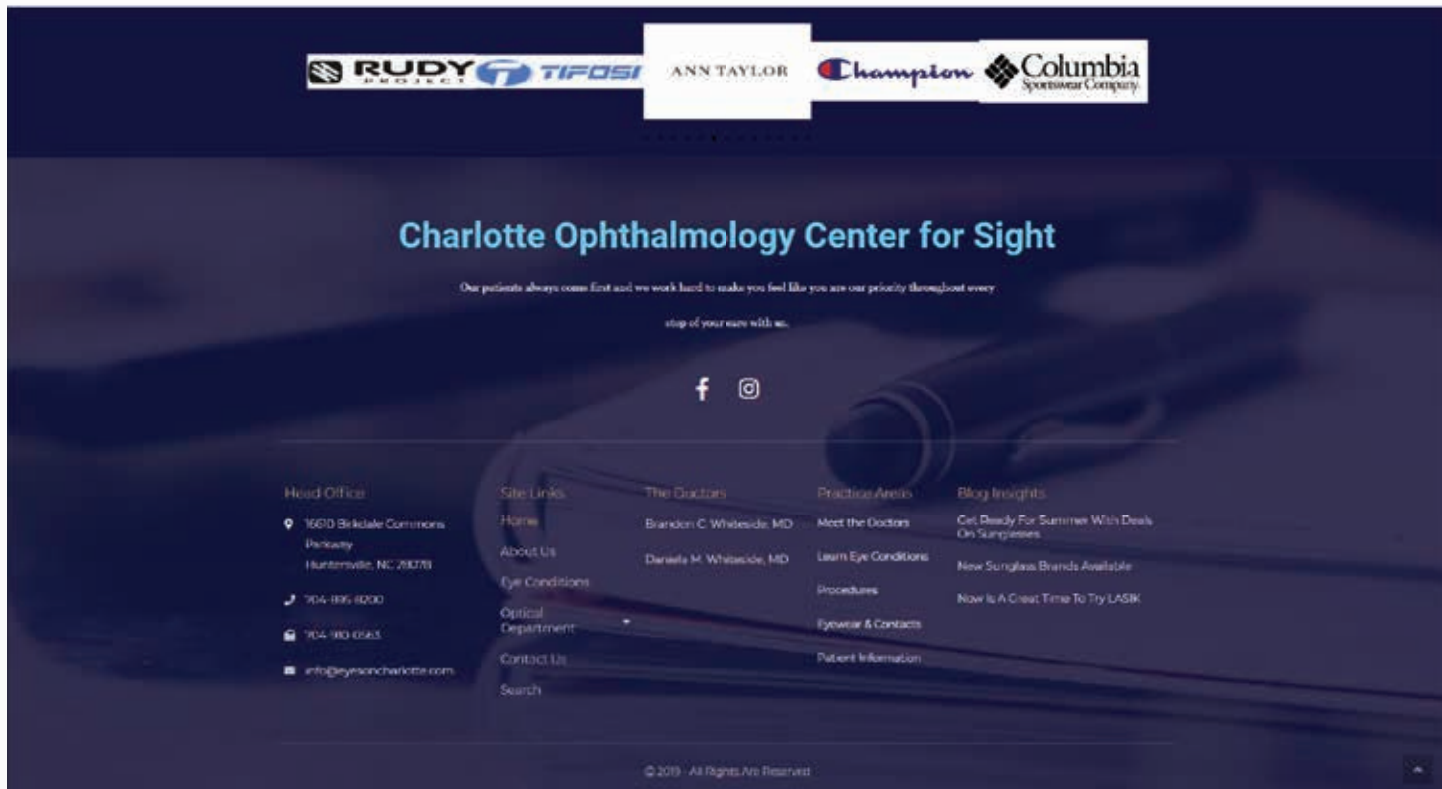 RUDY PROJECT
TIFOSI
ANN TAYLOR
Champion
Columbia
Sportswear Company
Charlotte Ophthalmology Center for Sight
Our patients always come first and we work hard to make you feel like you are our priority throughout every
step of your care with us.
Head Office
16610 Birkdale Commons
Parkway
Huntersville, NC 28078
704-895-8200
info@eyesoncharlotte.com
Site Links
Home
About Us
Eye Conditions
Optical
Department
Contact Us
Search
The Doctors
Brandon C. Whiteside, MD
Daniela M. Whiteside, MD
Practice Areas
Meet the Doctors
Learn Eye Conditions
Procedures
Eyewear & Contacts
Patient Information
Blog Insights
Get Ready For Summer With Deals
On Sunglasses
New Sunglass Brands Available
Now Is A Great Time To Try LASIK
© 2019 - All Rights Are Reserved